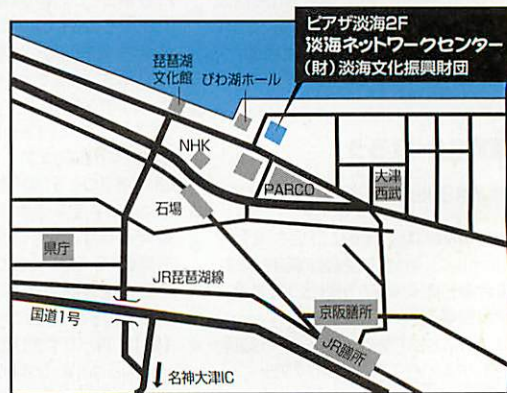 ピアザ淡海2F
淡海ネットワークセンター
(財)淡海文化振興財団
琵琶湖
文化館
びわ湖ホール
NHK
PARCO
大津
西武
石場
県庁
JR琵琶湖線
国道1号
京阪膳所
JR膳所
名神大津IC